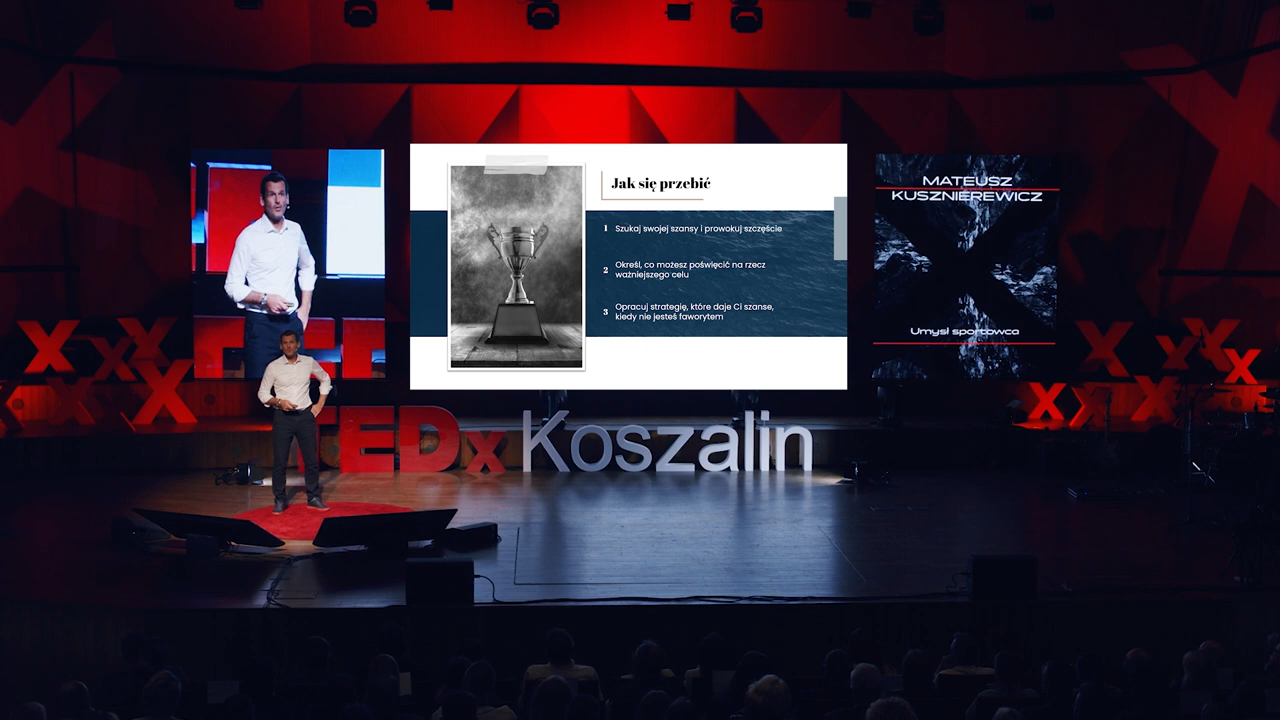 Jak się przebić
1 Szukaj swojej szansy i prowokuj szczęście
2 Określ, co możesz poświęcić na rzecz
ważniejszego celu
3 Opracuj strategię, które daje Ci szanse,
kiedy nie jesteś faworytem
MATEUSZ
KUSZNIEREWICZ
Umysł sportowca
TEDx Koszalin